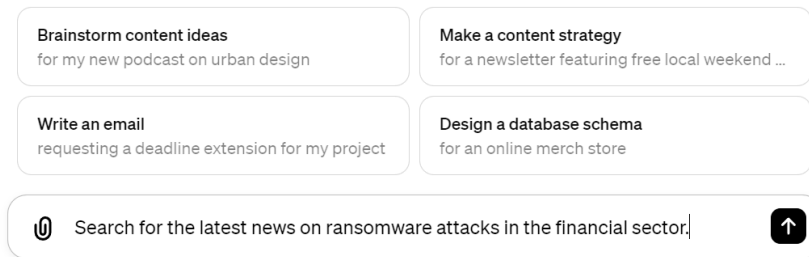 Brainstorm content ideas
for my new podcast on urban design
Make a content strategy
for a newsletter featuring free local weekend ...
Write an email
requesting a deadline extension for my project
Design a database schema
for an online merch store
Search for the latest news on ransomware attacks in the financial sector.